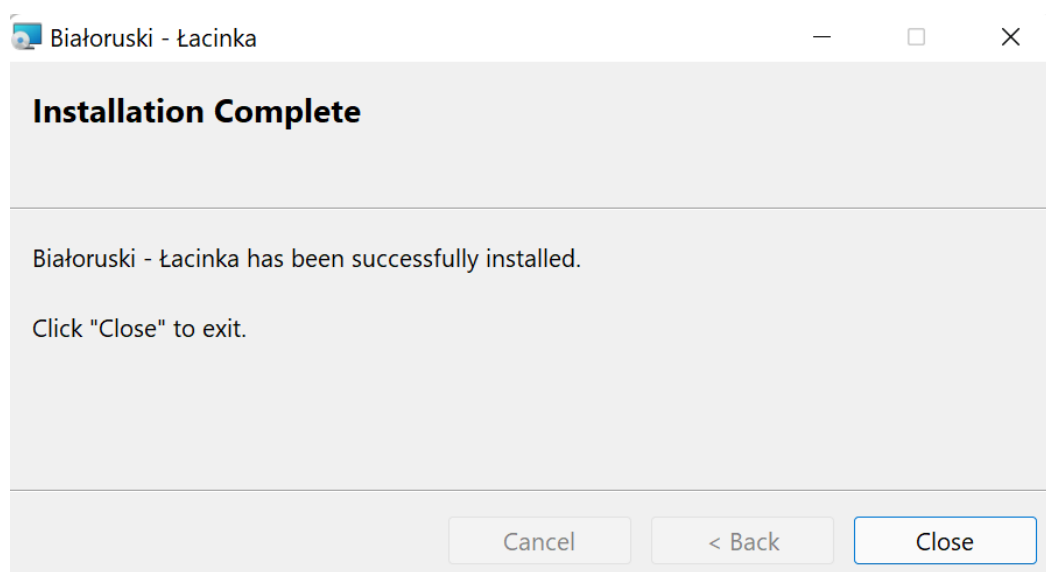 Białoruski - Łacinka
Installation Complete
Białoruski - Łacinka has been successfully installed.
Click "Close" to exit.
Cancel
< Back
Close